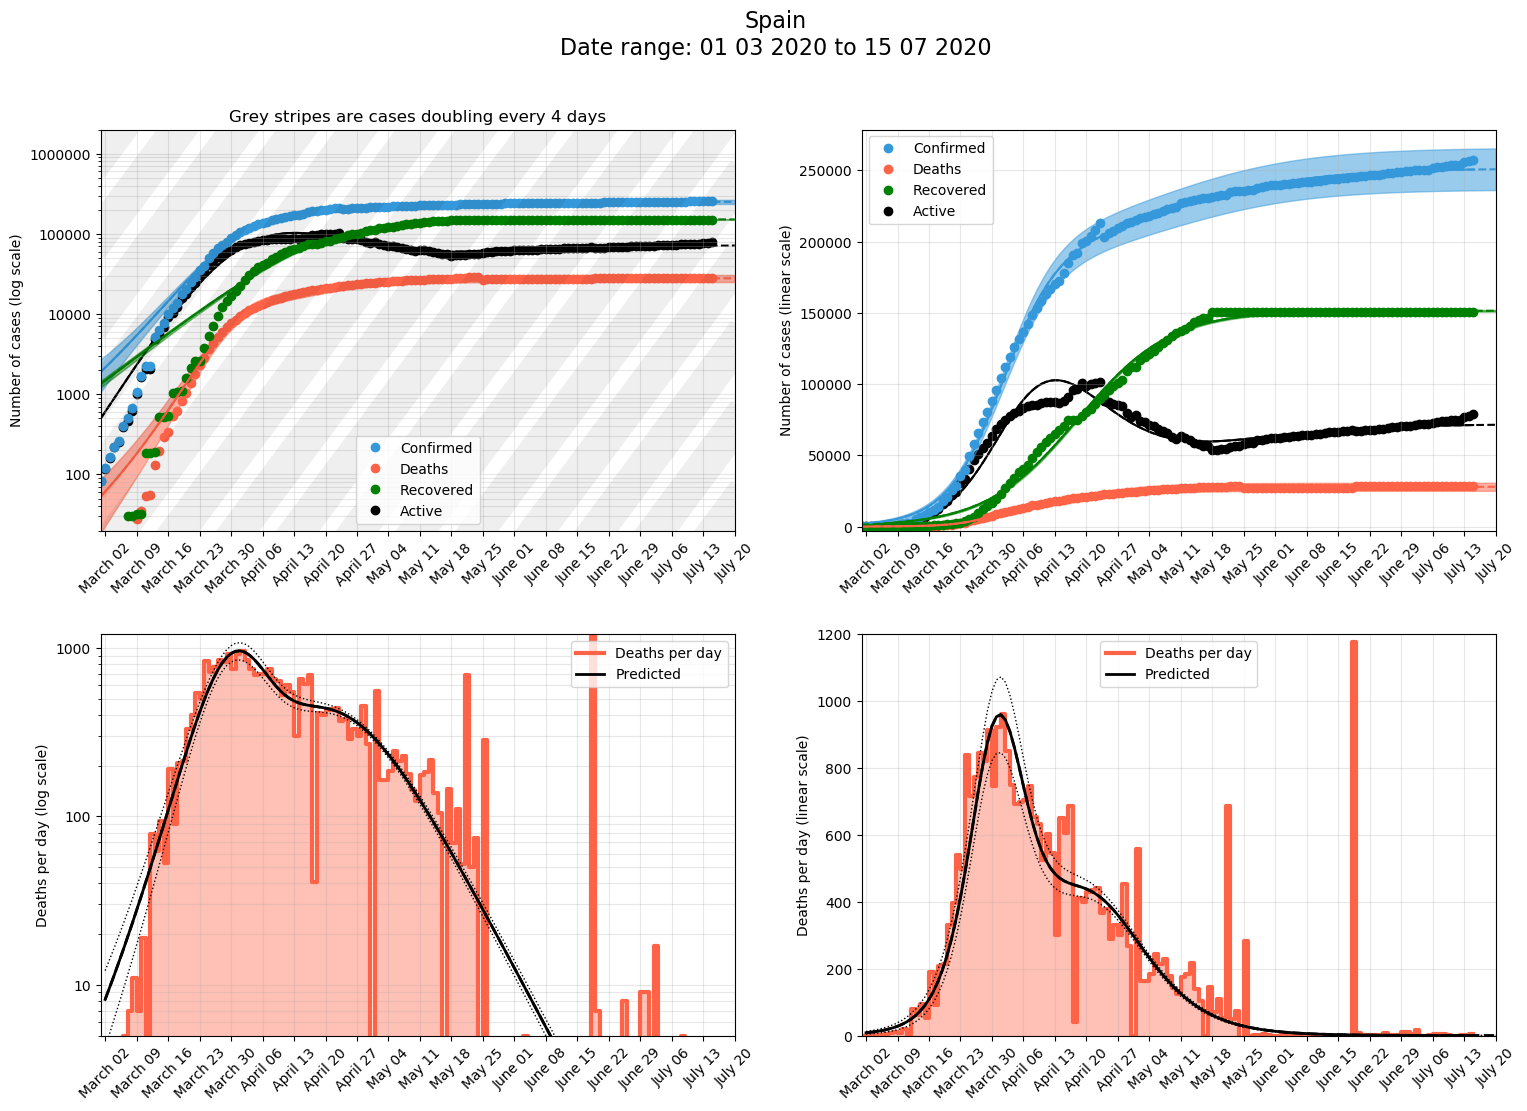 Spain
Date range: 01 03 2020 to 15 07 2020
Grey stripes are cases doubling every 4 days
Number of cases (log scale)
1000000
100000
10000
1000
100
Confirmed
Deaths
Recovered
Active
March 02
March 09
March 16
March 23
March 30
April 06
April 13
April 20
April 27
May 04
May 11
May 18
May 25
June 01
June 08
June 15
June 22
June 29
July 06
July 13
July 20
Number of cases (linear scale)
250000
200000
150000
100000
50000
0
Confirmed
Deaths
Recovered
Active
March 02
March 09
March 16
March 23
March 30
April 06
April 13
April 20
April 27
May 04
May 11
May 18
May 25
June 01
June 08
June 15
June 22
June 29
July 06
July 13
July 20
Deaths per day (log scale)
1000
100
10
Deaths per day
Predicted
March 02
March 09
March 16
March 23
March 30
April 06
April 13
April 20
April 27
May 04
May 11
May 18
May 25
June 01
June 08
June 15
June 22
June 29
July 06
July 13
July 20
Deaths per day (linear scale)
1200
1000
800
600
400
200
0
Deaths per day
Predicted
March 02
March 09
March 16
March 23
March 30
April 06
April 13
April 20
April 27
May 04
May 11
May 18
May 25
June 01
June 08
June 15
June 22
June 29
July 06
July 13
July 20